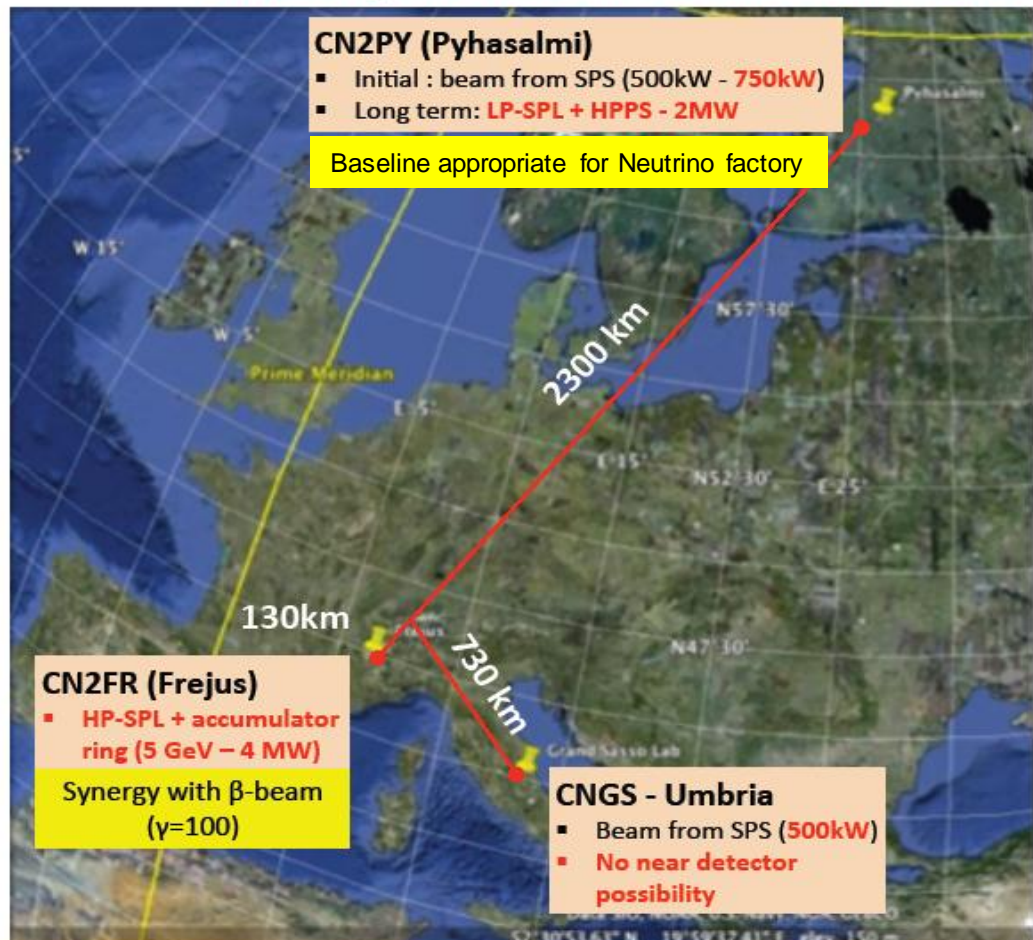 CN2PY (Pyhasalmi)
▪ Initial : beam from SPS (500kW - 750kW)
▪ Long term: LP-SPL + HPPS - 2MW
Baseline appropriate for Neutrino factory
Pyhasalmi
W 15°
W 5°
Prime Meridian
E 5°
N57°30'
2300 km
E 15°
N52°30'
E 25°
130km
N47°30'
730 km
CN2FR (Frejus)
▪ HP-SPL + accumulator
ring (5 GeV – 4 MW)
Synergy with β-beam
(γ=100)
Grand Sasso Lab
CNGS - Umbria
▪ Beam from SPS (500kW)
▪ No near detector
possibility